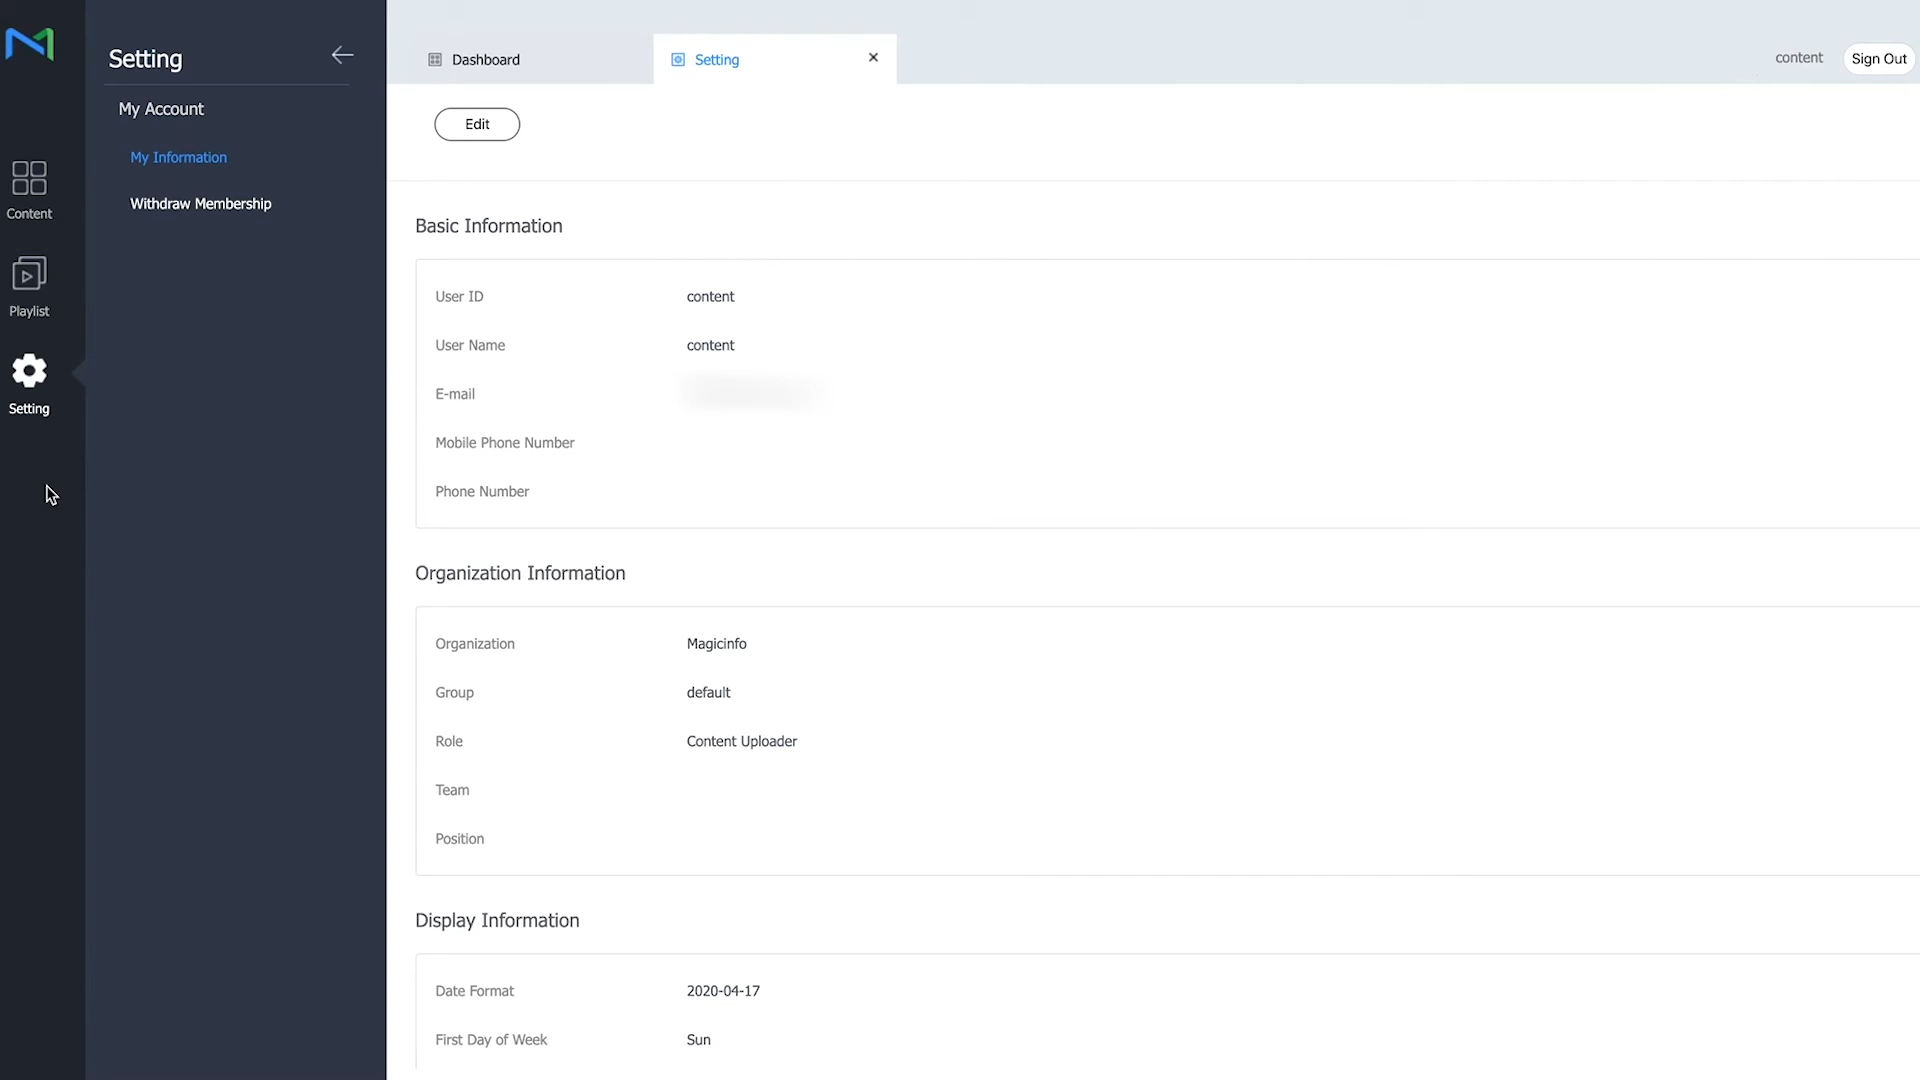 Setting
My Account
My Information
Withdraw Membership
Content
Playlist
Setting
Dashboard
Setting
content
Sign Out
Edit
Basic Information
User ID content
User Name content
E-mail
Mobile Phone Number
Phone Number
Organization Information
Organization Magicinfo
Group default
Role Content Uploader
Team
Position
Display Information
Date Format 2020-04-17
First Day of Week Sun